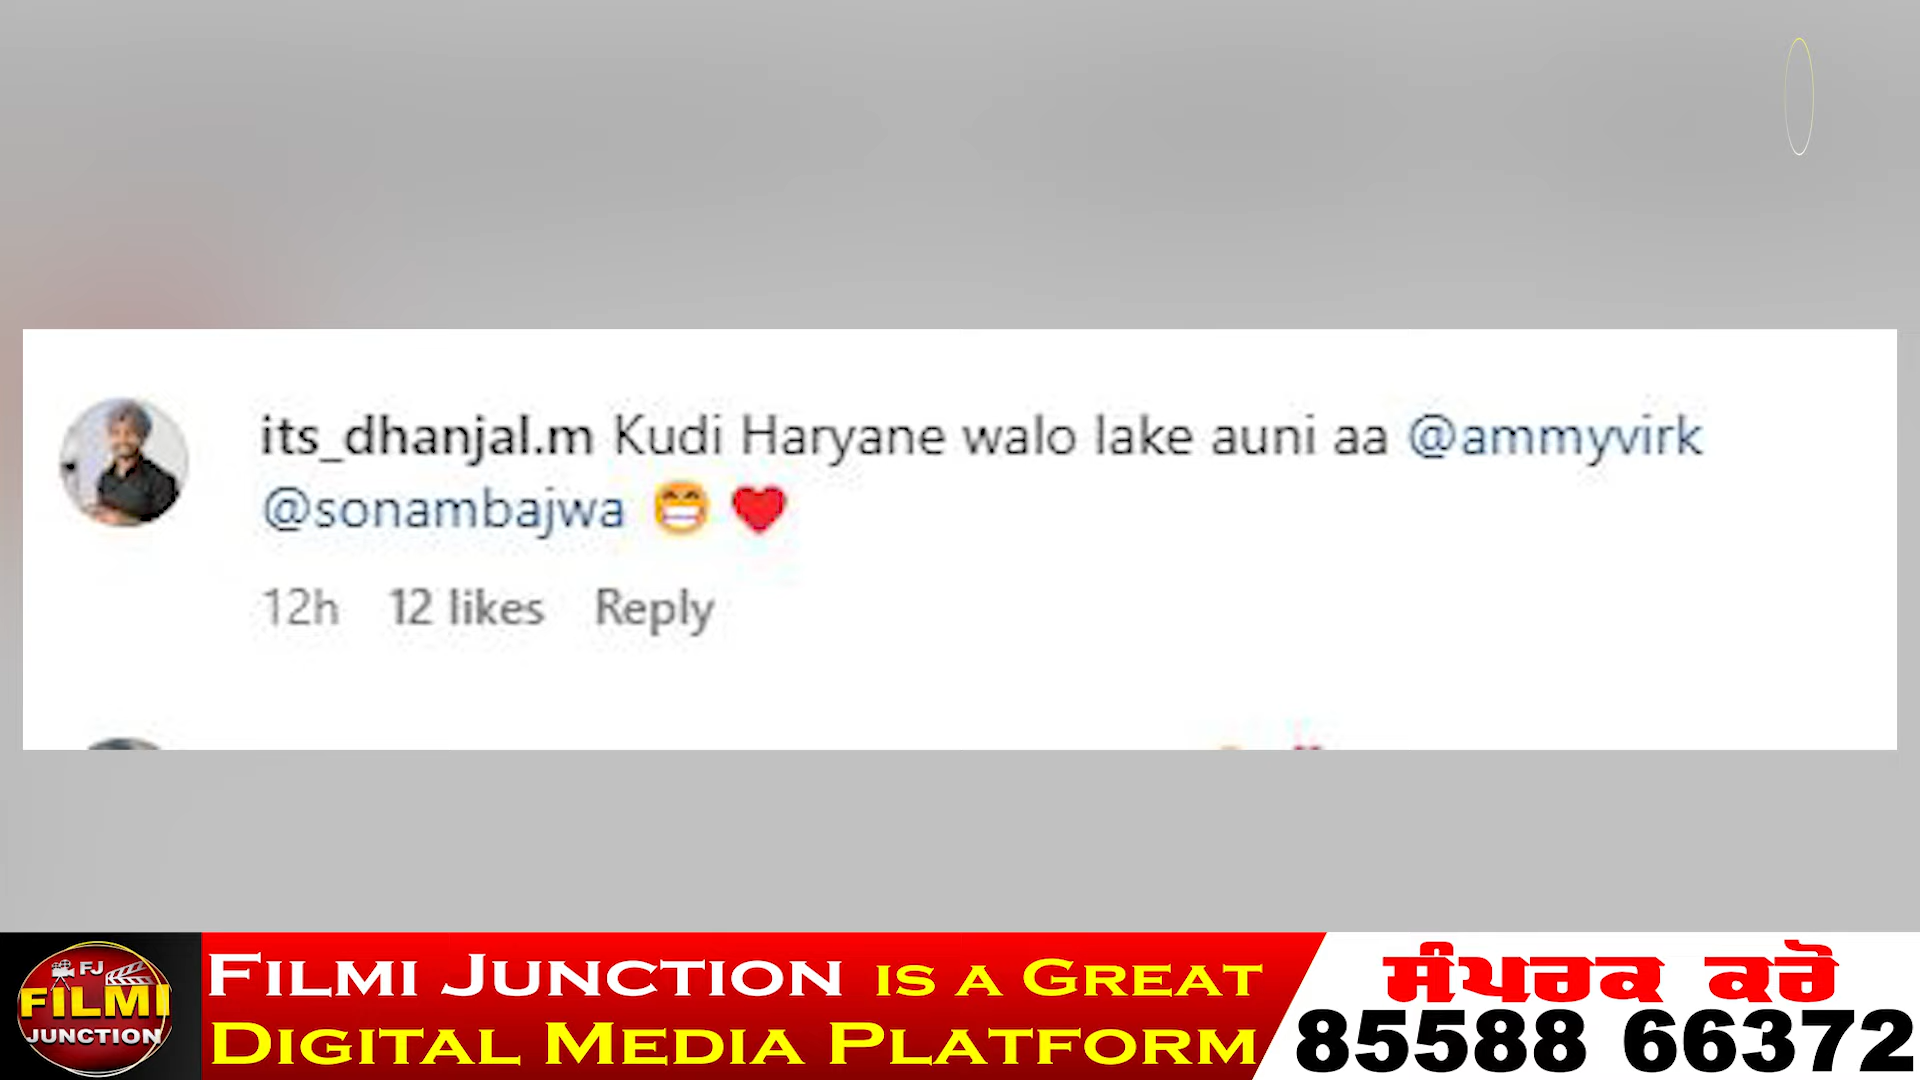 its_dhanjal.m Kudi Haryane walo lake auni aa @ammyvirk
@sonambajwa 😁 ❤️
12h 12 likes Reply
FJ
FILMI
JUNCTION
FILMI JUNCTION IS A GREAT
DIGITAL MEDIA PLATFORM
ਸੰਪਰਕ ਕਰੋ
85588 66372